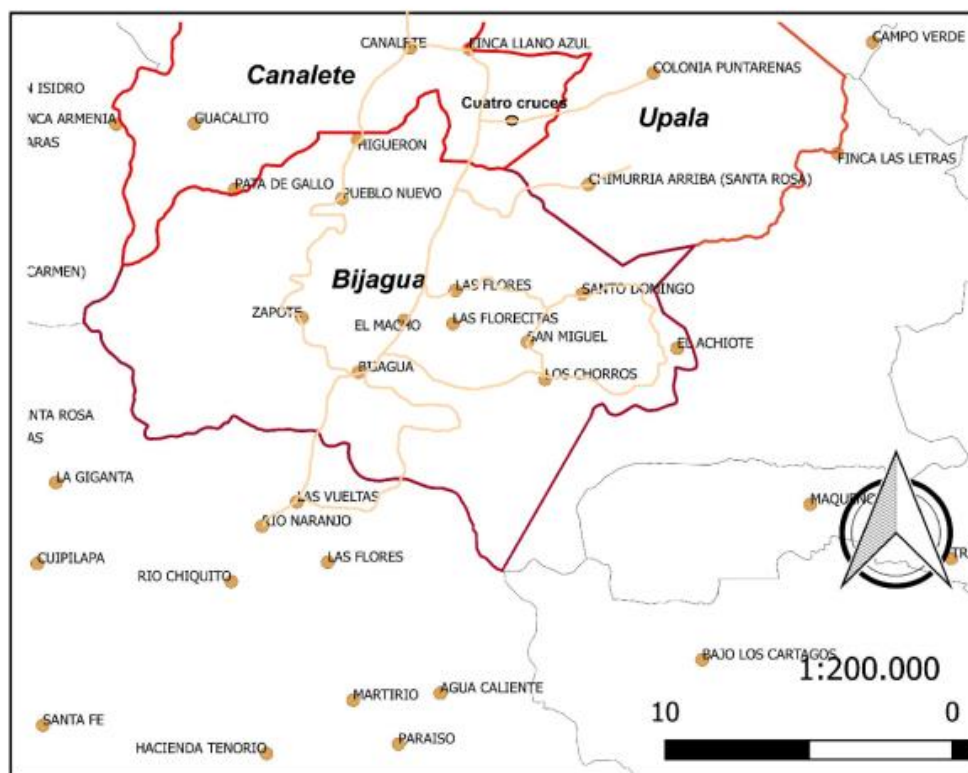 CANALETE
FINCA LLANO AZUL
CAMPO VERDE
Canalete
COLONIA PUNTARENAS
N ISIDRO
Cuatro cruces
NCA ARMENIA
GUACALITO
Upala
ARAS
HIGUERON
FINCA LAS LETRAS
PATA DE GALLO
CHIMURRIA ARRIBA (SANTA ROSA)
PUEBLO NUEVO
CARMEN)
Bijagua
LAS FLORES
SANTO DOMINGO
ZAPOTE
EL MACHO
LAS FLORECITAS
SAN MIGUEL
EL ACHIOTE
BIJAGUA
LOS CHORROS
NTA ROSA
AS
LA GIGANTA
LAS VUELTAS
MAQUENC
RIO NARANJO
CUIPILAPA
LAS FLORES
TR
RIO CHIQUITO
BAJO LOS CARTAGOS
1:200.000
MARTIRIO
AGUA CALIENTE
10
0
SANTA FE
HACIENDA TENORIO
PARAISO